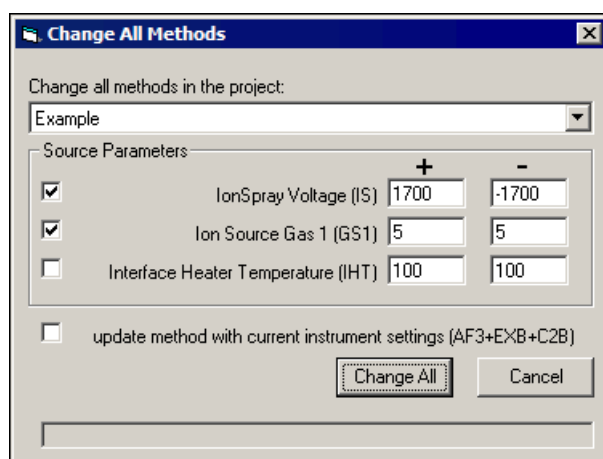 Change All Methods
Change all methods in the project:
Example
Source Parameters
+ -
IonSpray Voltage (IS) 1700 -1700
Ion Source Gas 1 (GS1) 5 5
Interface Heater Temperature (IHT) 100 100
update method with current instrument settings (AF3+EXB+C2B)
Change All Cancel